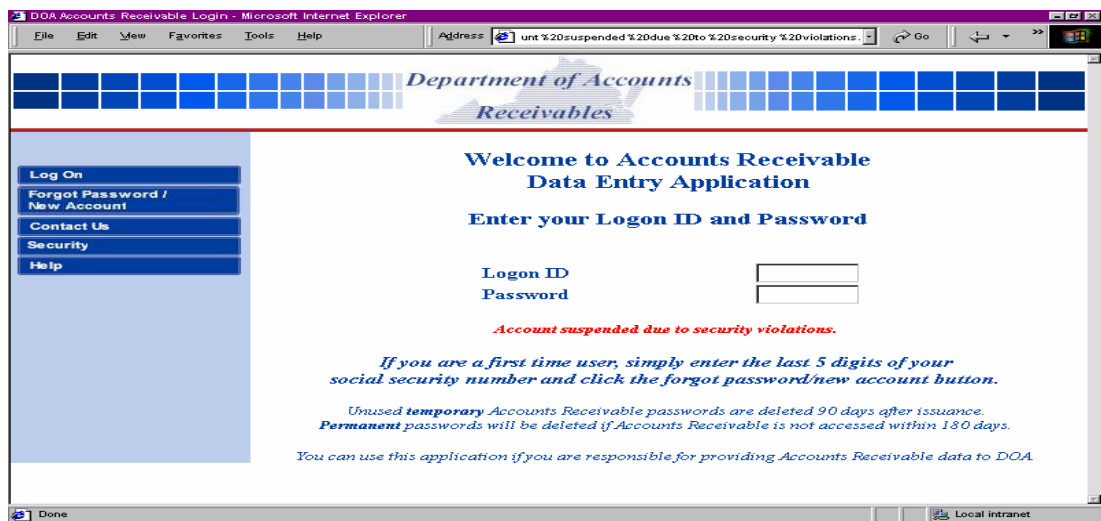 DOA Accounts Receivable Login - Microsoft Internet Explorer
File Edit View Favorites Tools Help Address unt%20suspended%20due%20to%20security%20violations. Go »
Department of Accounts
Receivables
Log On
Forgot Password /
New Account
Contact Us
Security
Help
Welcome to Accounts Receivable
Data Entry Application
Enter your Logon ID and Password
Logon ID
Password
Account suspended due to security violations.
If you are a first time user, simply enter the last 5 digits of your
social security number and click the forgot password/new account button.
Unused temporary Accounts Receivable passwords are deleted 90 days after issuance.
Permanent passwords will be deleted if Accounts Receivable is not accessed within 180 days.
You can use this application if you are responsible for providing Accounts Receivable data to DOA
Done Local intranet